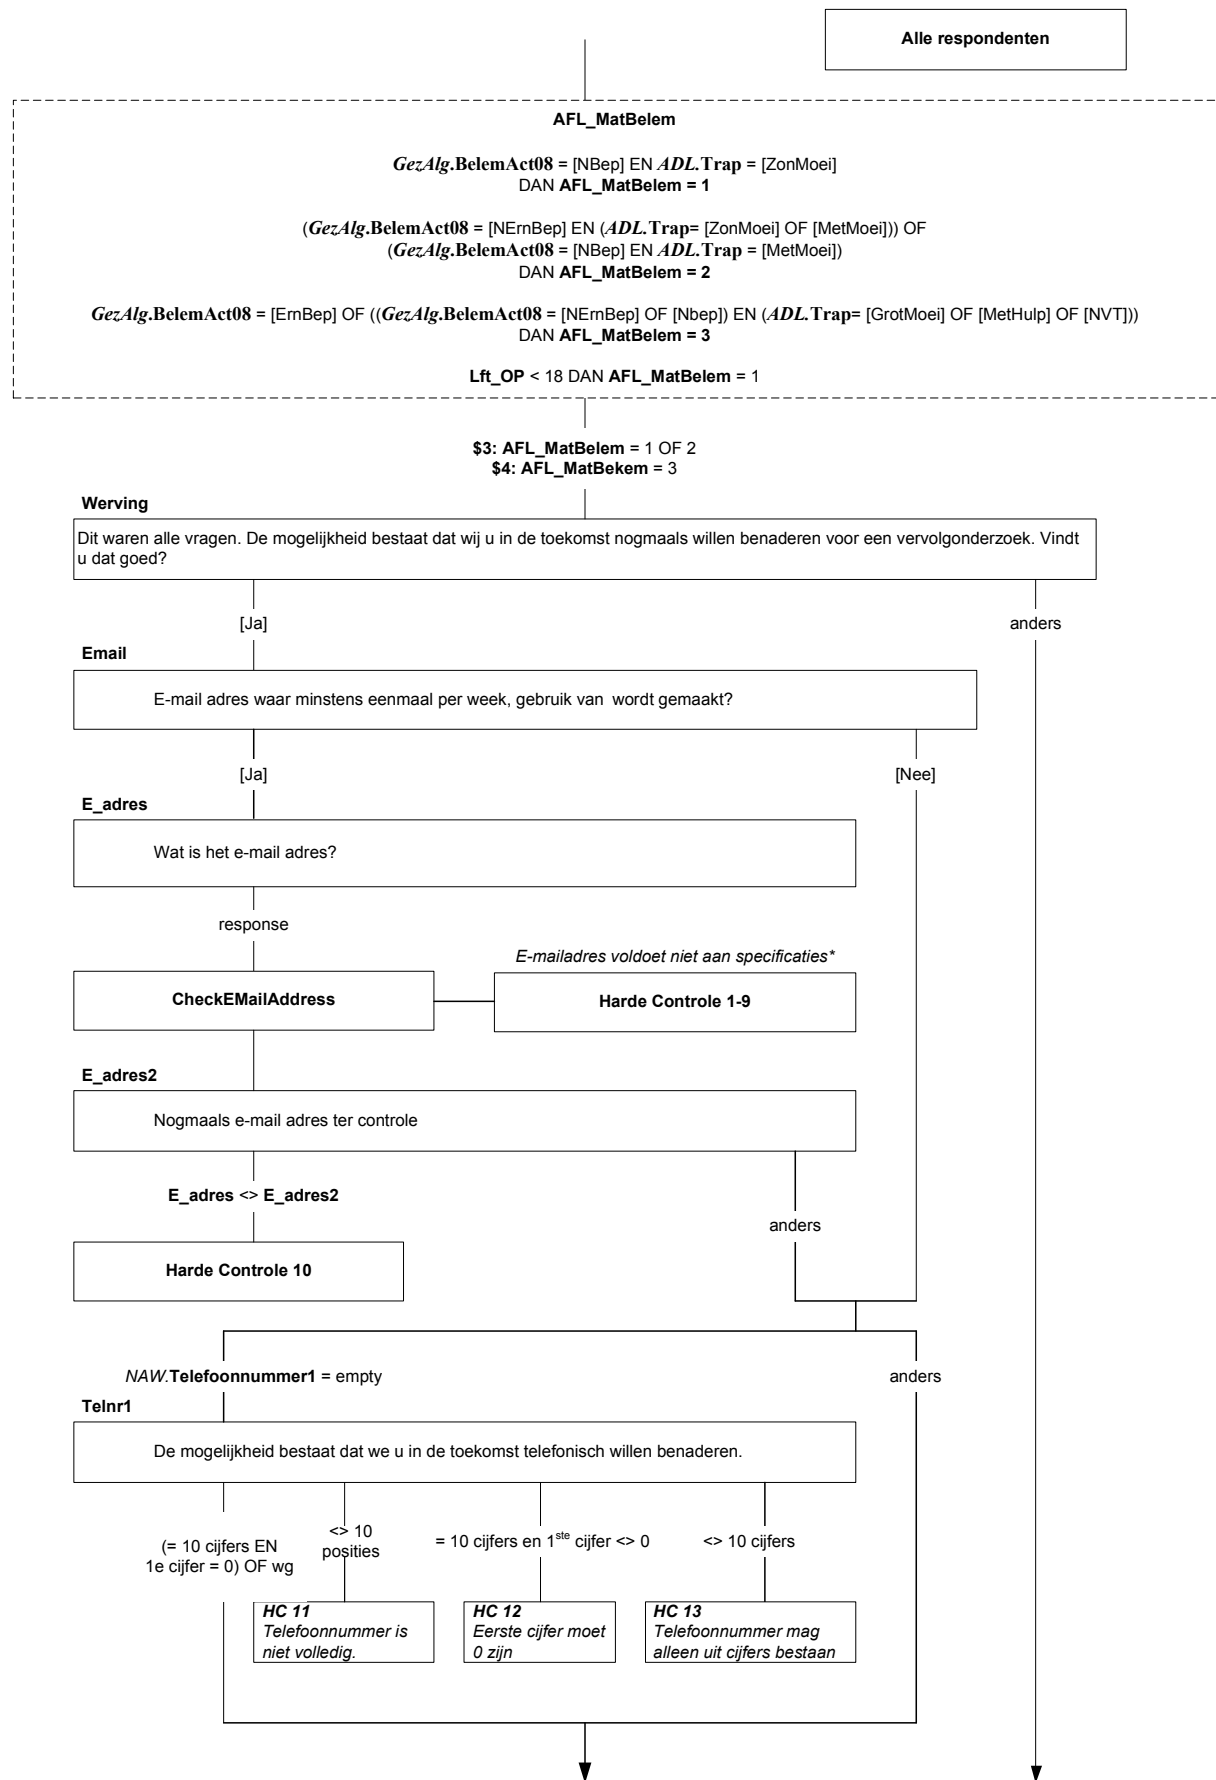 Alle respondenten
AFL_MatBelem
GezAlg.BelemAct08 = [NBep] EN ADL.Trap = [ZonMoei]
DAN AFL_MatBelem = 1
(GezAlg.BelemAct08 = [NErnBep] EN (ADL.Trap= [ZonMoei] OF [MetMoei])) OF
(GezAlg.BelemAct08 = [NBep] EN ADL.Trap = [MetMoei])
DAN AFL_MatBelem = 2
GezAlg.BelemAct08 = [ErnBep] OF ((GezAlg.BelemAct08 = [NErnBep] OF [Nbep]) EN (ADL.Trap= [GrotMoei] OF [MetHulp] OF [NVT]))
DAN AFL_MatBelem = 3
Lft_OP < 18 DAN AFL_MatBelem = 1
$3: AFL_MatBelem = 1 OF 2
$4: AFL_MatBekem = 3
Werving
Dit waren alle vragen. De mogelijkheid bestaat dat wij u in de toekomst nogmaals willen benaderen voor een vervolgonderzoek. Vindt
u dat goed?
[Ja]
anders
Email
E-mail adres waar minstens eenmaal per week, gebruik van wordt gemaakt?
[Ja]
[Nee]
E_adres
Wat is het e-mail adres?
response
E-mailadres voldoet niet aan specificaties*
CheckEMailAddress
Harde Controle 1-9
E_adres2
Nogmaals e-mail adres ter controle
E_adres <> E_adres2
anders
Harde Controle 10
NAW.Telefoonnummer1 = empty
anders
Telnr1
De mogelijkheid bestaat dat we u in de toekomst telefonisch willen benaderen.
(= 10 cijfers EN
1e cijfer = 0) OF wg
<> 10
posities
= 10 cijfers en 1ste cijfer <> 0
<> 10 cijfers
HC 11
Telefoonnummer is
niet volledig.
HC 12
Eerste cijfer moet
0 zijn
HC 13
Telefoonnummer mag
alleen uit cijfers bestaan